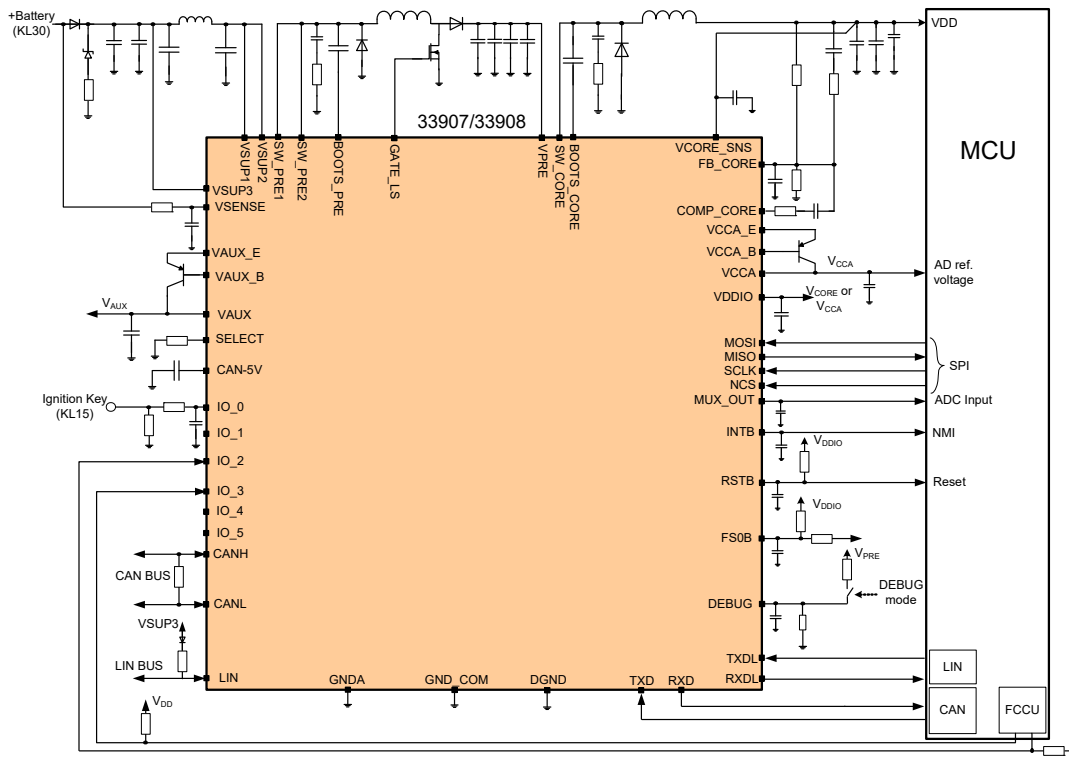 +Battery
(KL30)
VDD
33907/33908
MCU
VSUP1
VSUP2
SW_PRE1
SW_PRE2
BOOTS_PRE
GATE_LS
VPRE
SW_CORE
BOOTS_CORE
VCORE_SNS
FB_CORE
COMP_CORE
VCCA_E
VCCA_B
VCCA
VDDIO
MOSI
MISO
SCLK
NCS
MUX_OUT
INTB
RSTB
FS0B
DEBUG
TXDL
RXDL
VSUP3
VSENSE
VAUX_E
VAUX_B
VAUX
SELECT
CAN-5V
IO_0
IO_1
IO_2
IO_3
IO_4
IO_5
CANH
CANL
LIN
GNDA
GND_COM
DGND
TXD
RXD
VAUX
Ignition Key
(KL15)
CAN BUS
VSUP3
LIN BUS
VDD
VCCA
AD ref.
voltage
VCORE or
VCCA
SPI
ADC Input
NMI
VDDIO
Reset
VDDIO
VPRE
DEBUG
mode
LIN
CAN
FCCU